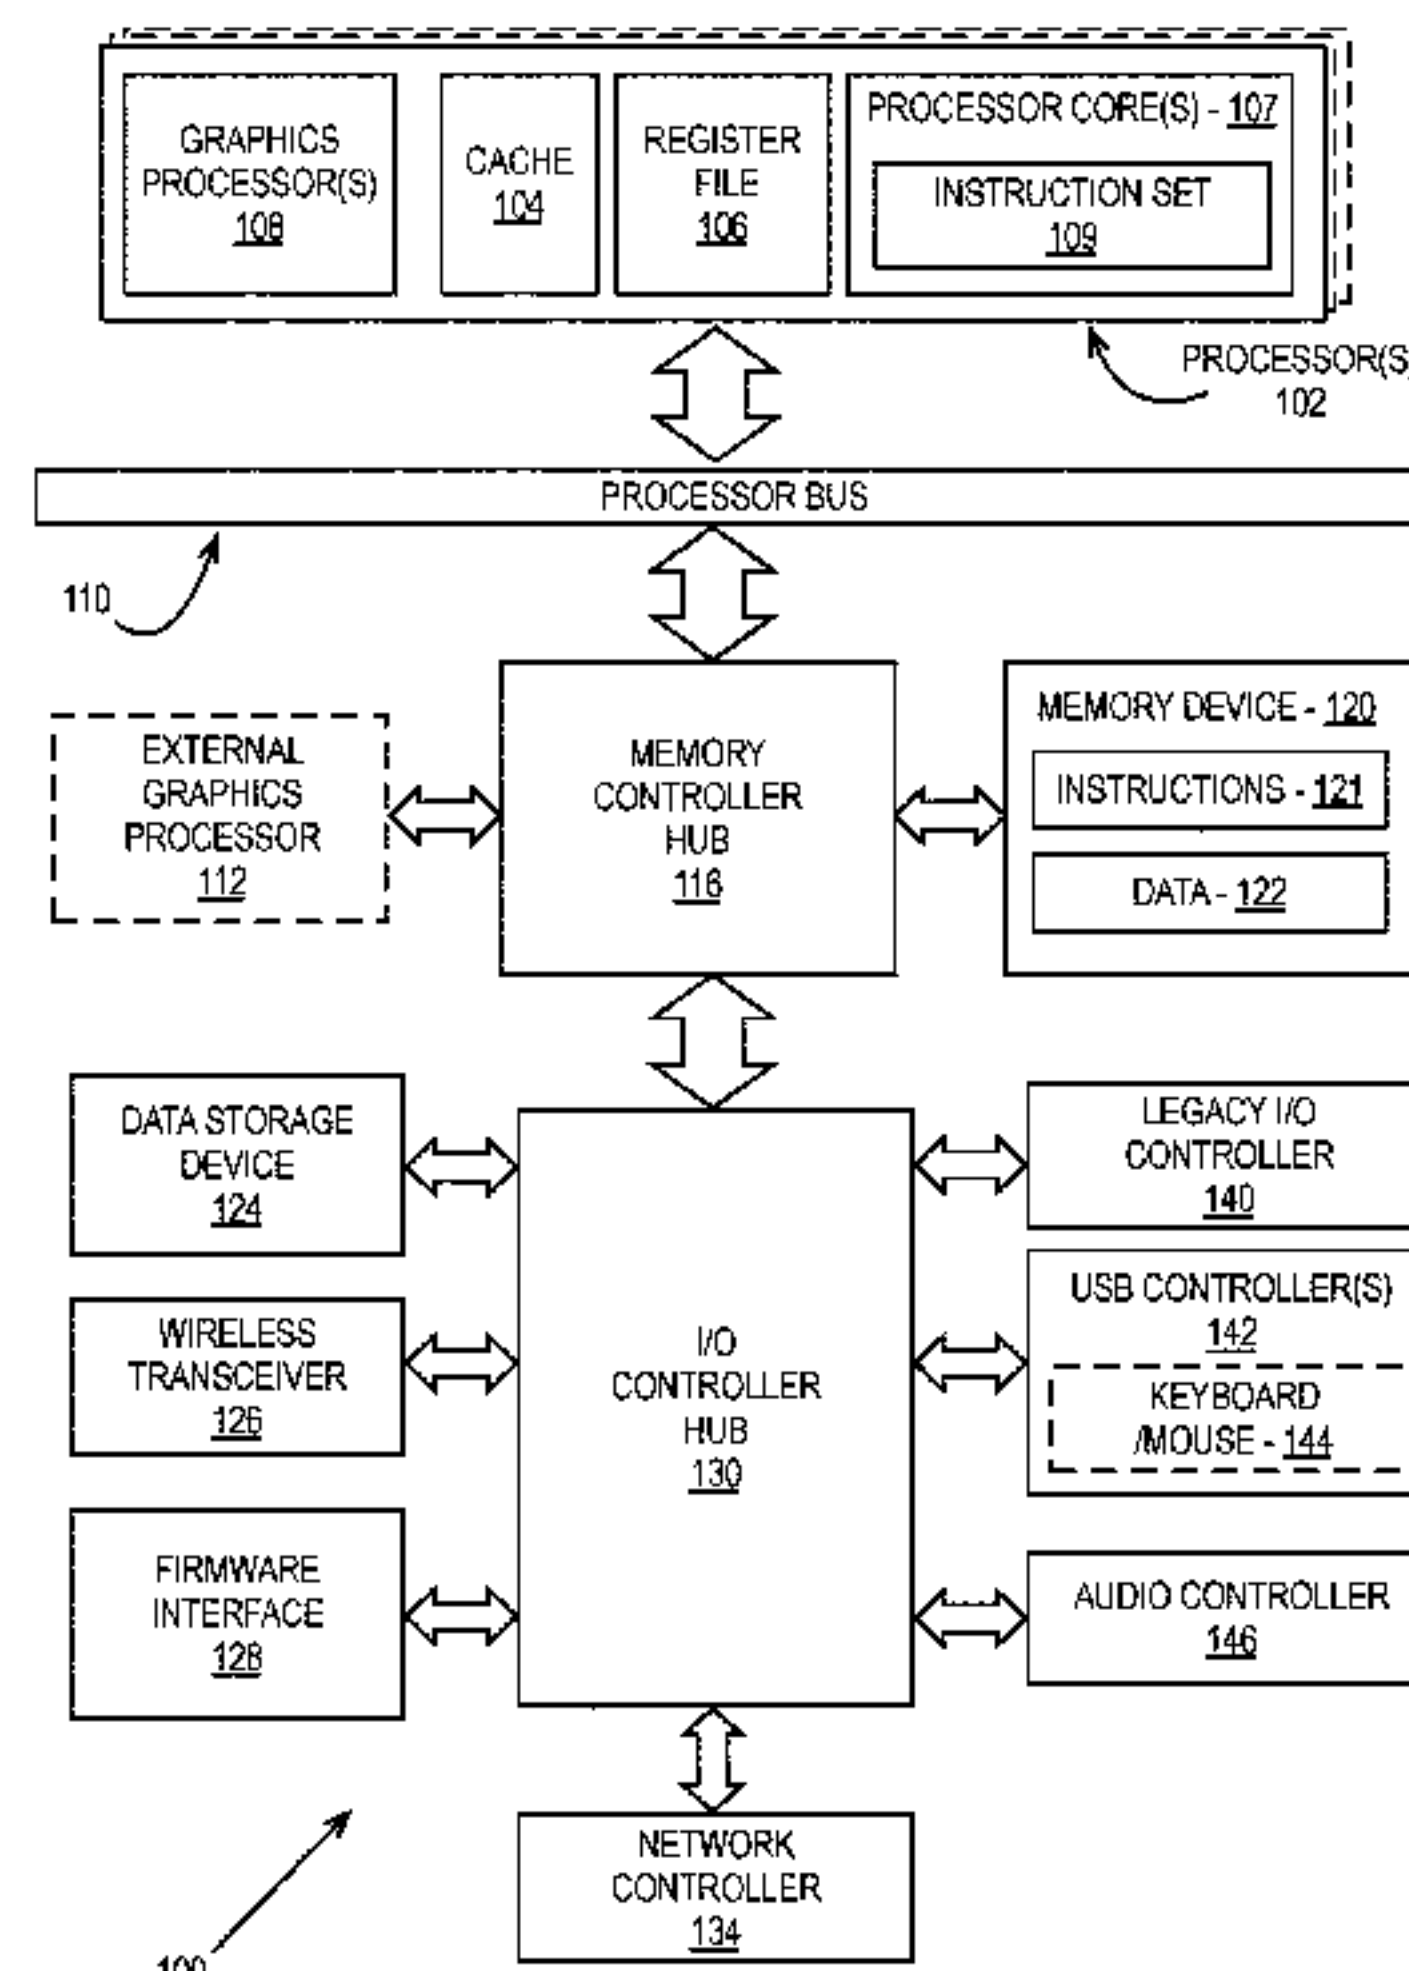 GRAPHICS
PROCESSOR(S)
108
CACHE
104
REGISTER
FILE
106
PROCESSOR CORE(S) - 107
INSTRUCTION SET
109
PROCESSOR(S)
102
PROCESSOR BUS
110
EXTERNAL
GRAPHICS
PROCESSOR
112
MEMORY
CONTROLLER
HUB
116
MEMORY DEVICE - 120
INSTRUCTIONS - 121
DATA - 122
DATA STORAGE
DEVICE
124
WIRELESS
TRANSCEIVER
126
FIRMWARE
INTERFACE
128
I/O
CONTROLLER
HUB
130
LEGACY I/O
CONTROLLER
140
USB CONTROLLER(S)
142
KEYBOARD
/MOUSE - 144
AUDIO CONTROLLER
146
NETWORK
CONTROLLER
134
100